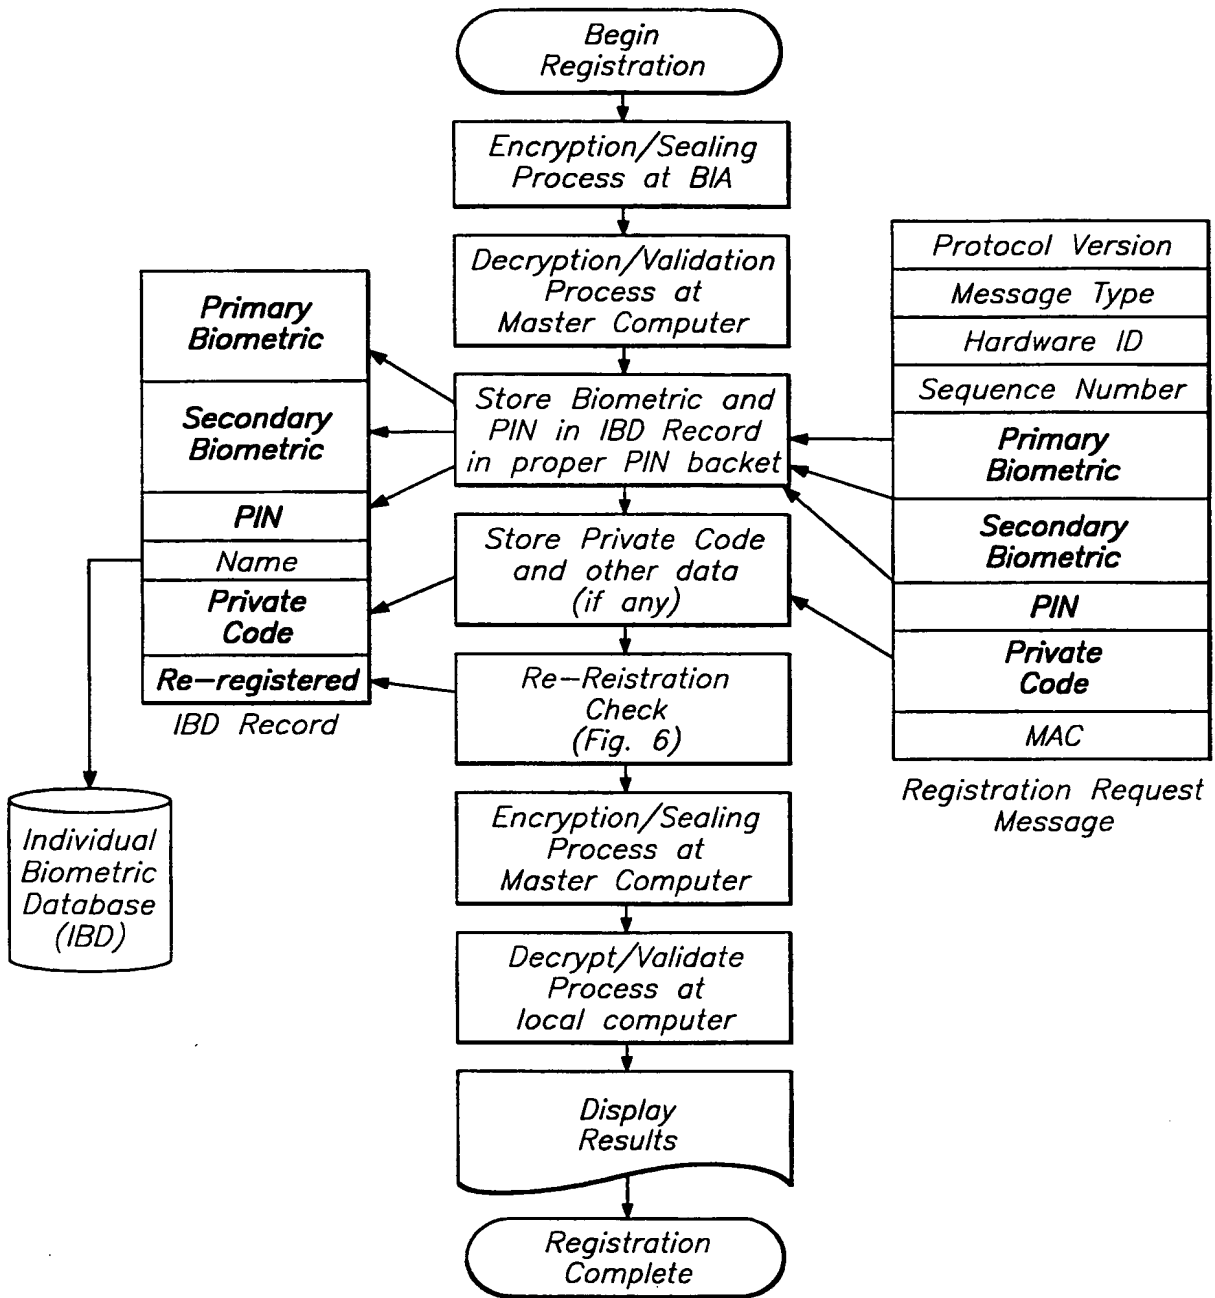 Begin
Registration
Encryption/Sealing
Process at BIA
Decryption/Validation
Process at
Master Computer
Store Biometric and
PIN in IBD Record
in proper PIN backet
Store Private Code
and other data
(if any)
Re-Reistration
Check
(Fig. 6)
Encryption/Sealing
Process at
Master Computer
Decrypt/Validate
Process at
local computer
Display
Results
Registration
Complete
Primary
Biometric
Secondary
Biometric
PIN
Name
Private
Code
Re-registered
IBD Record
Individual
Biometric
Database
(IBD)
Protocol Version
Message Type
Hardware ID
Sequence Number
Primary
Biometric
Secondary
Biometric
PIN
Private
Code
MAC
Registration Request
Message